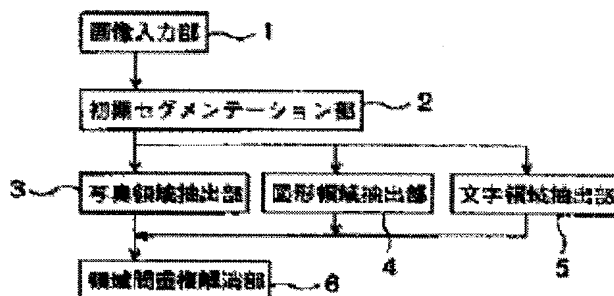 画像入力部 1
初期セグメンテーション部 2
3 写真領域抽出部 図形領域抽出部 文字領域抽出部
4 5
領域間重複解消部 6